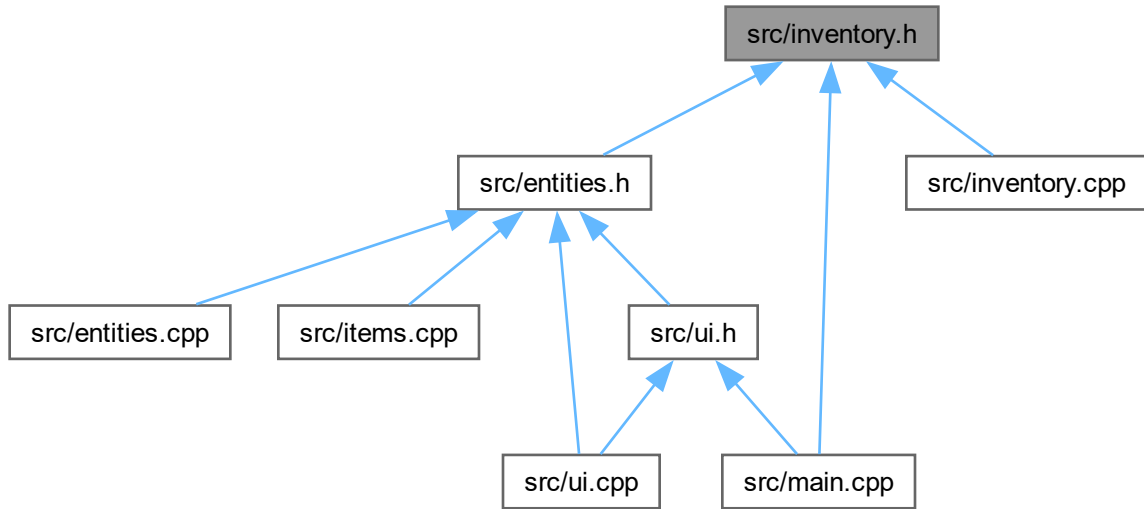 src/inventory.h
src/entities.h
src/inventory.cpp
src/entities.cpp
src/items.cpp
src/ui.h
src/ui.cpp
src/main.cpp